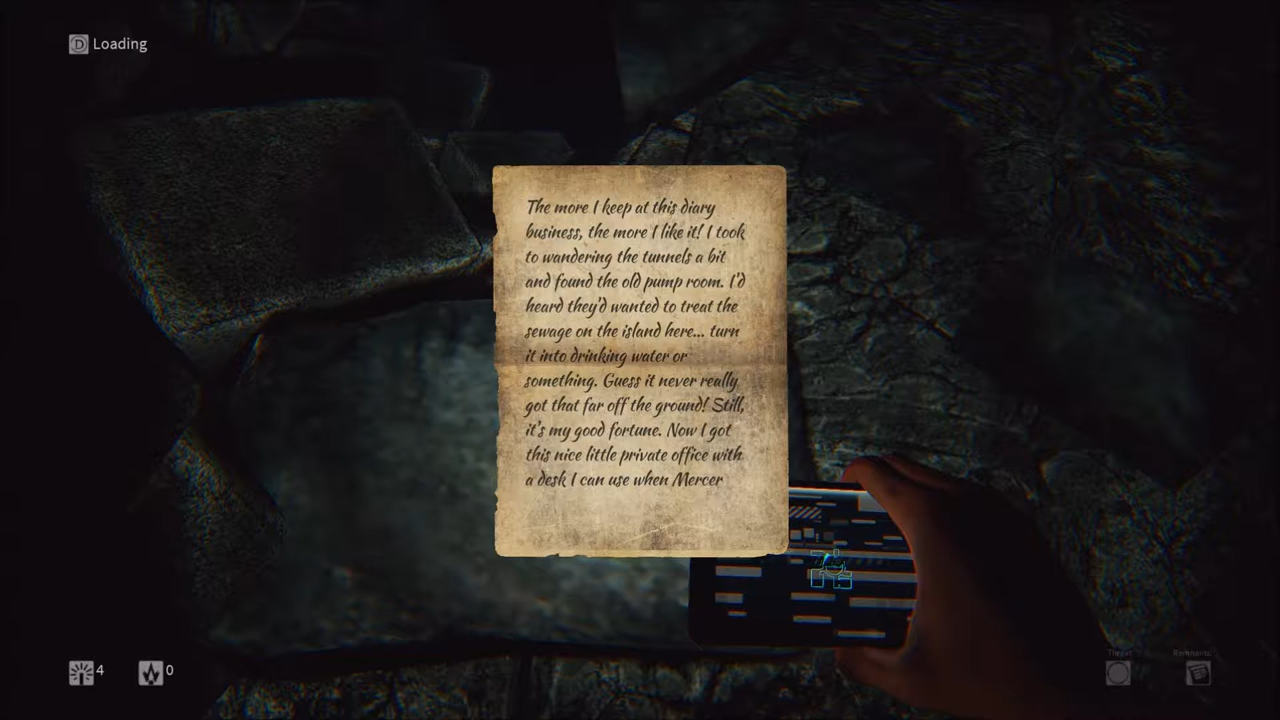 D Loading
The more I keep at this diary
business, the more I like it! I took
to wandering the tunnels a bit
and found the old pump room. I'd
heard they'd wanted to treat the
sewage on the island here... turn
it into drinking water or
something. Guess it never really
got that far off the ground! Still,
it's my good fortune. Now I got
this nice little private office with
a desk I can use when Mercer
4 0
Threat Remnants